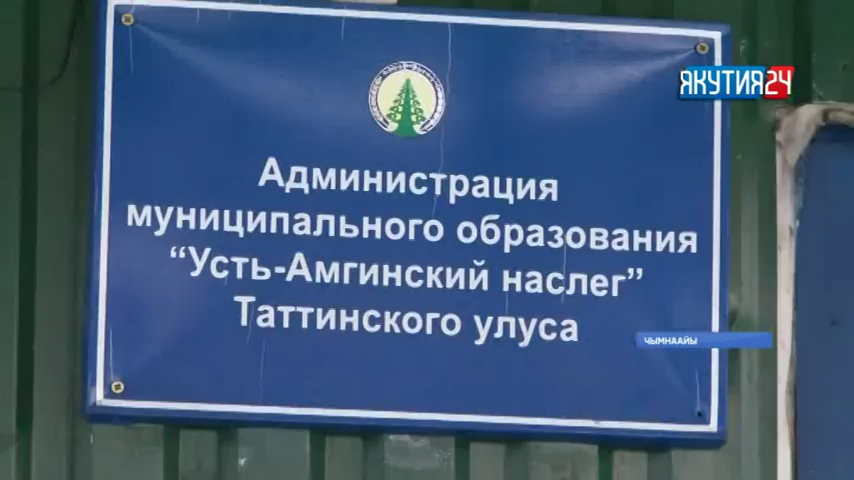 ЯКУТИЯ24
Администрация
муниципального образования
“Усть-Амгинский наслег”
Таттинского улуса
ЧЫМНААЙЫ